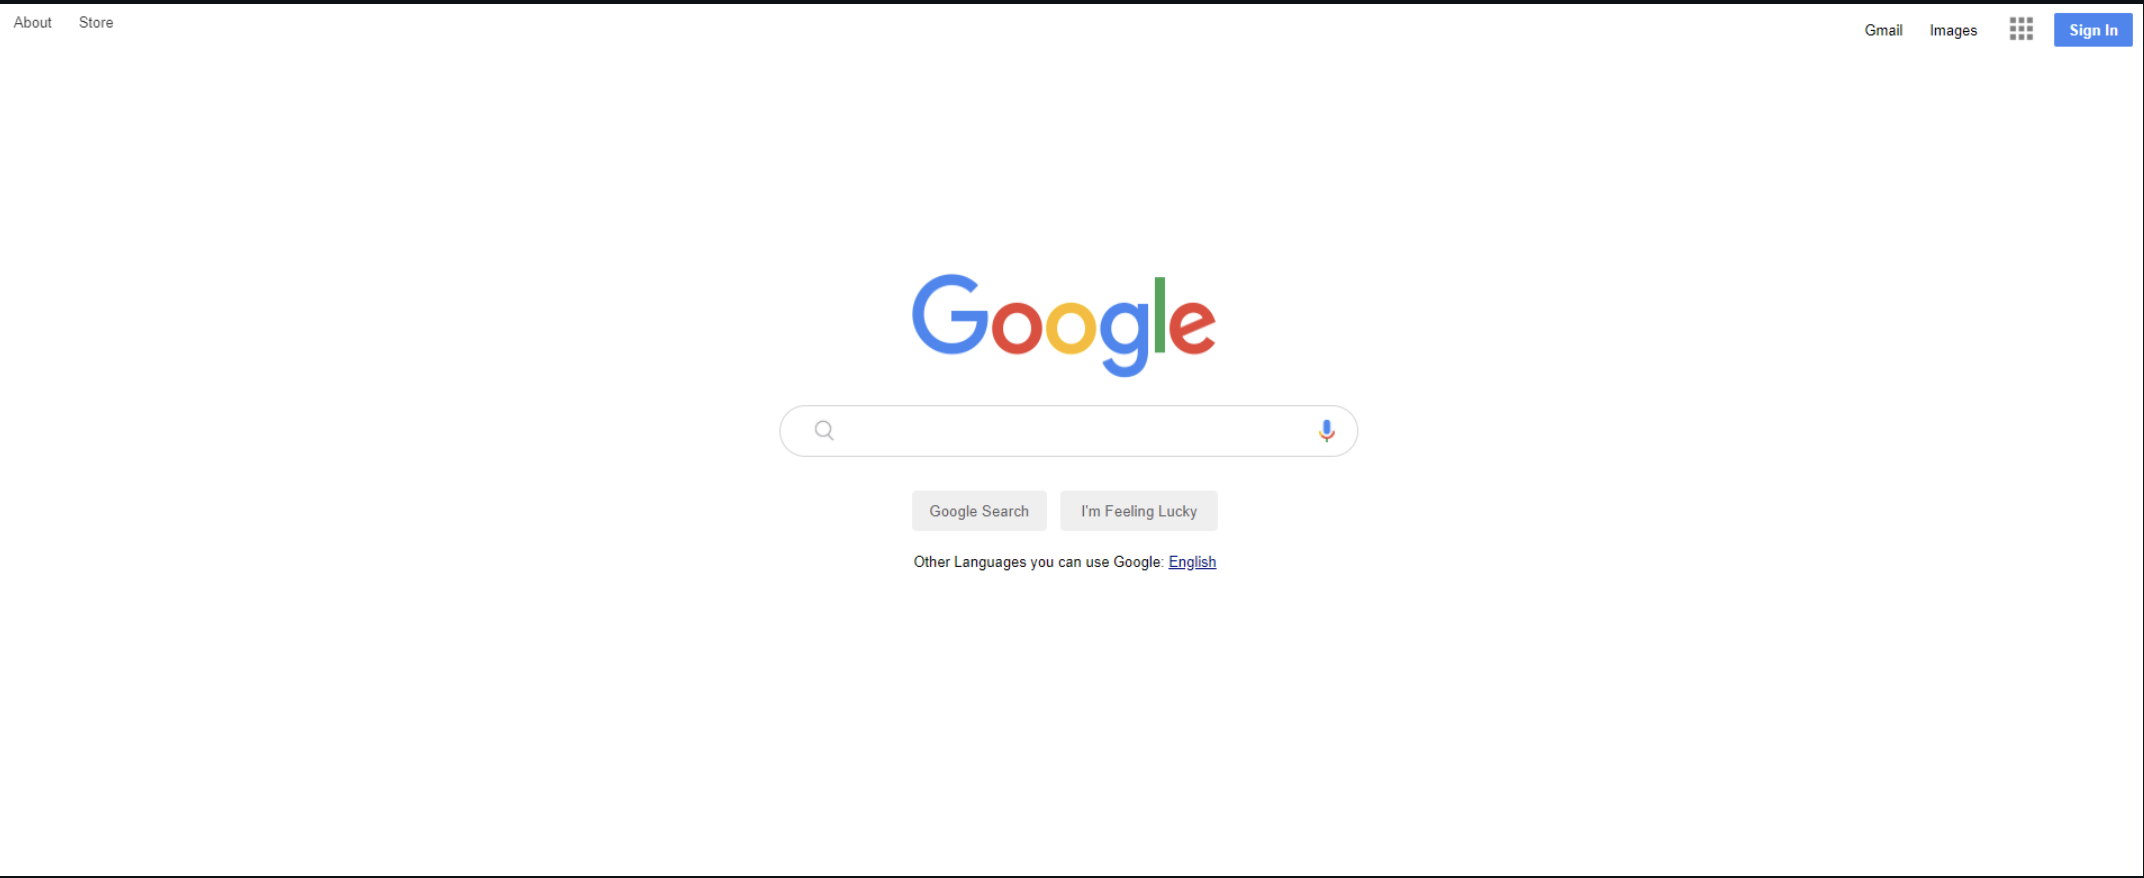 About Store
Gmail Images Sign In
Google
Google Search I'm Feeling Lucky
Other Languages you can use Google: English